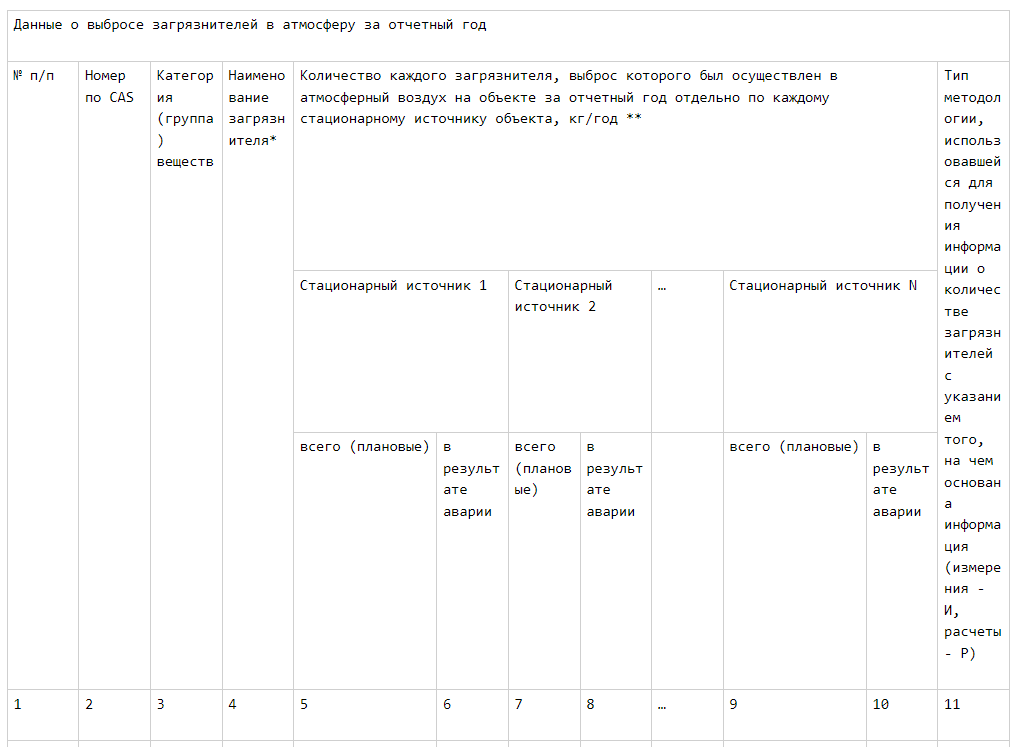 Данные о выбросе загрязнителей в атмосферу за отчетный год
№ п/п
Номер
по CAS
Категор
ия
(группа
)
веществ
Наимено
вание
загрязн
ителя*
Количество каждого загрязнителя, выброс которого был осуществлен в
атмосферный воздух на объекте за отчетный год отдельно по каждому
стационарному источнику объекта, кг/год **
Тип
методол
огии,
использ
овавшей
ся для
получен
ия
информа
ции о
количес
тве
загрязн
ителей
с
указани
ем
того,
на чем
основан
а
информа
ция
(измере
ния -
И,
расчеты
- Р)
Стационарный источник 1
Стационарный
источник 2
…
Стационарный источник N
всего (плановые)
в
результ
ате
аварии
всего
(планов
ые)
в
результ
ате
аварии
всего (плановые)
в
результ
ате
аварии
1 2 3 4 5 6 7 8 … 9 10 11